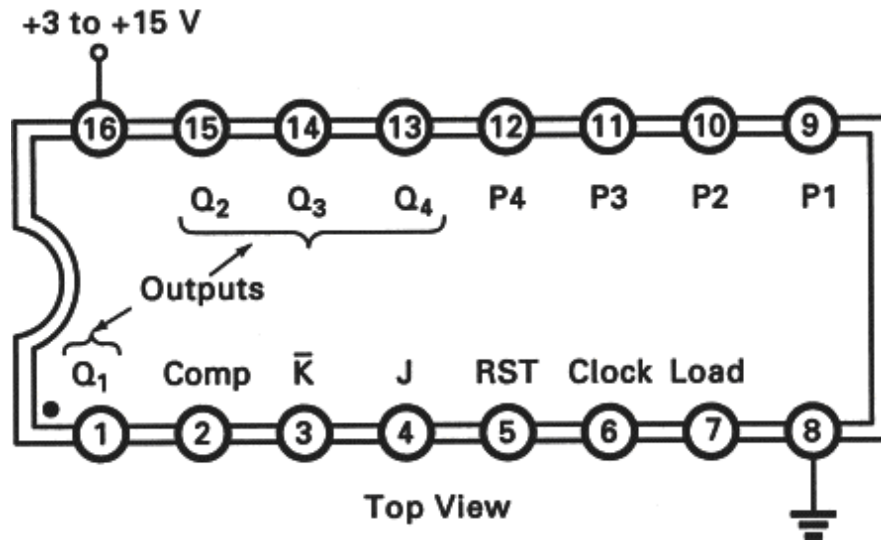 +3 to +15 V
16 15 14 13 12 11 10 9
Q₂ Q₃ Q₄ P4 P3 P2 P1
Outputs
Q₁ Comp K̅ J RST Clock Load
1 2 3 4 5 6 7 8
Top View